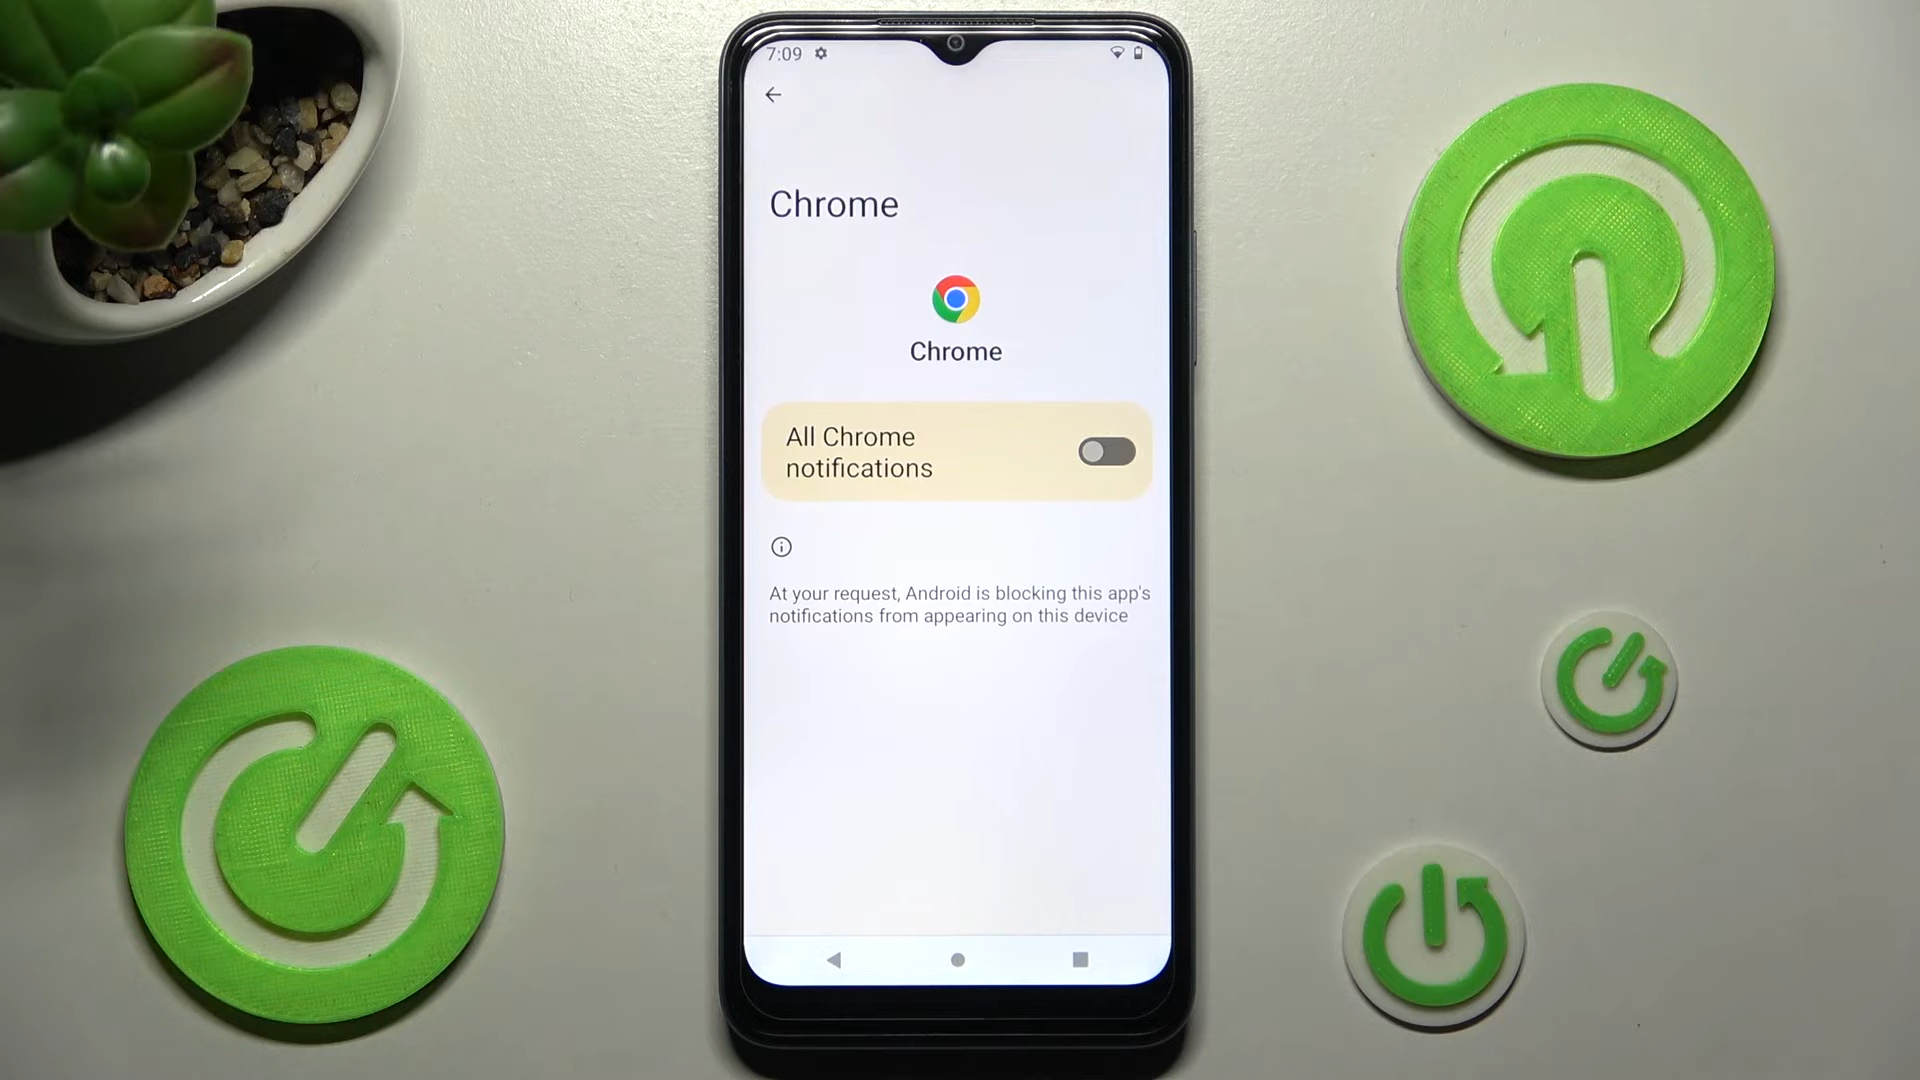 7:09
Chrome
Chrome
All Chrome
notifications
At your request, Android is blocking this app's
notifications from appearing on this device